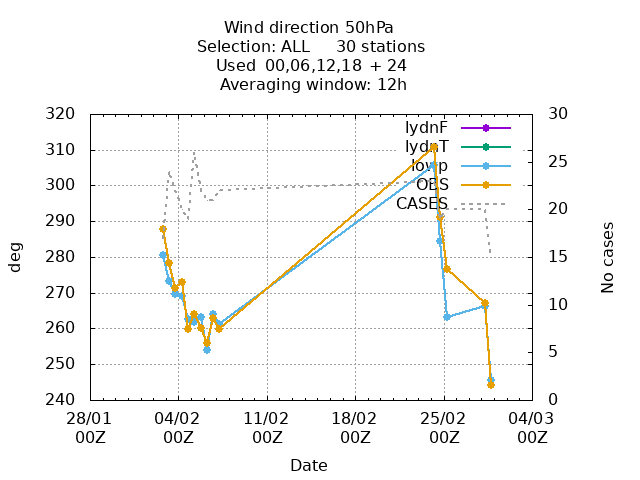 Wind direction 50hPa
Selection: ALL 30 stations
Used 00,06,12,18 + 24
Averaging window: 12h
320
310
300
290
280
270
260
250
240
deg
30
25
20
15
10
5
0
No cases
lydnF
lydnT
lowp
OBS
CASES
28/01 04/02 11/02 18/02 25/02 04/03
00Z 00Z 00Z 00Z 00Z 00Z
Date